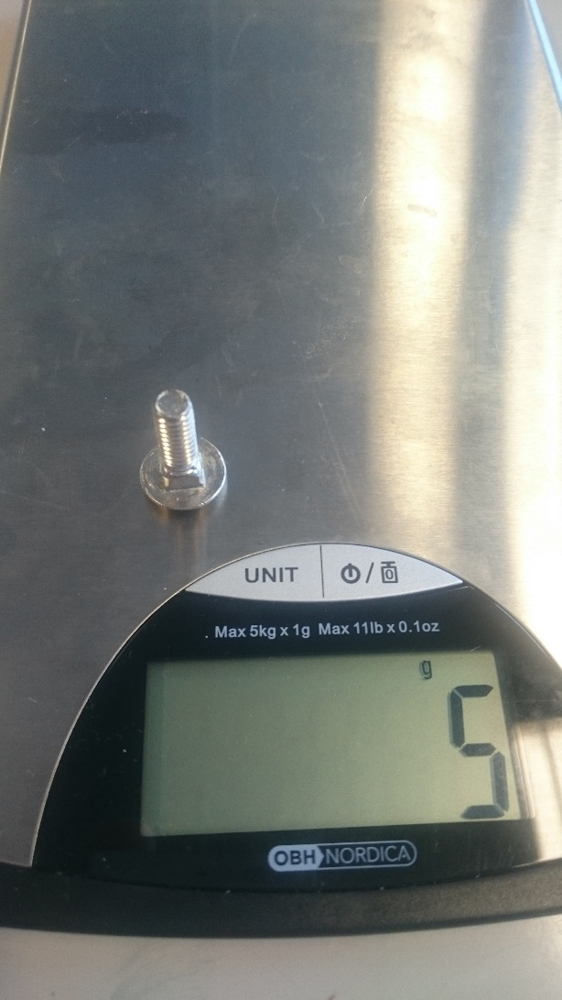 UNIT
Max 5kg x 1g Max 11lb x 0.1oz
g
5
OBH NORDICA